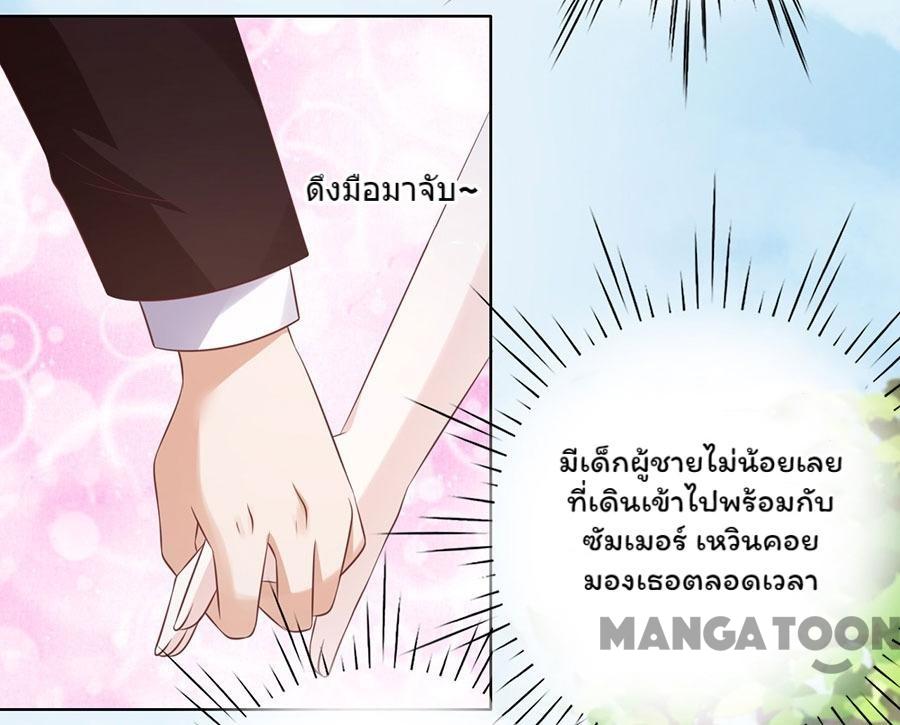 ดึงมือมาจับ~
มีเด็กผู้ชายไม่น้อยเลย
ที่เดินเข้าไปพร้อมกับ
ซัมเมอร์ เหวินคอย
มองเธอตลอดเวลา
MANGATOON